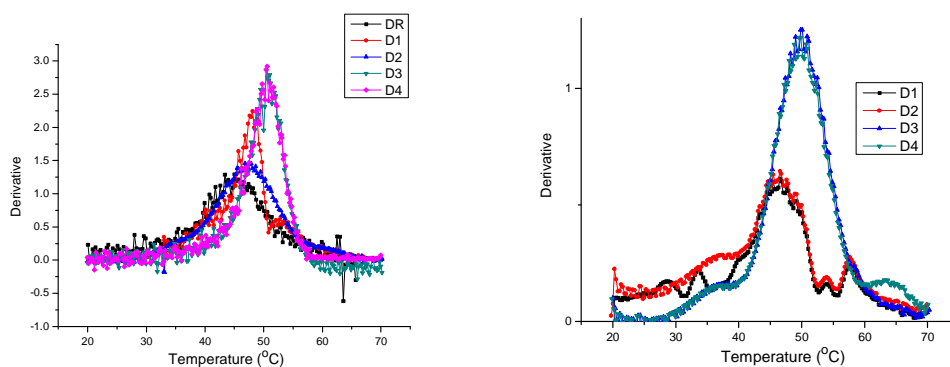 DR
D1
D2
D3
D4
3.0
2.5
2.0
1.5
1.0
0.5
0.0
-0.5
-1.0
Derivative
20 30 40 50 60 70
Temperature (°C)
D1
D2
D3
D4
1
0
Derivative
20 30 40 50 60 70
Temperature (°C)